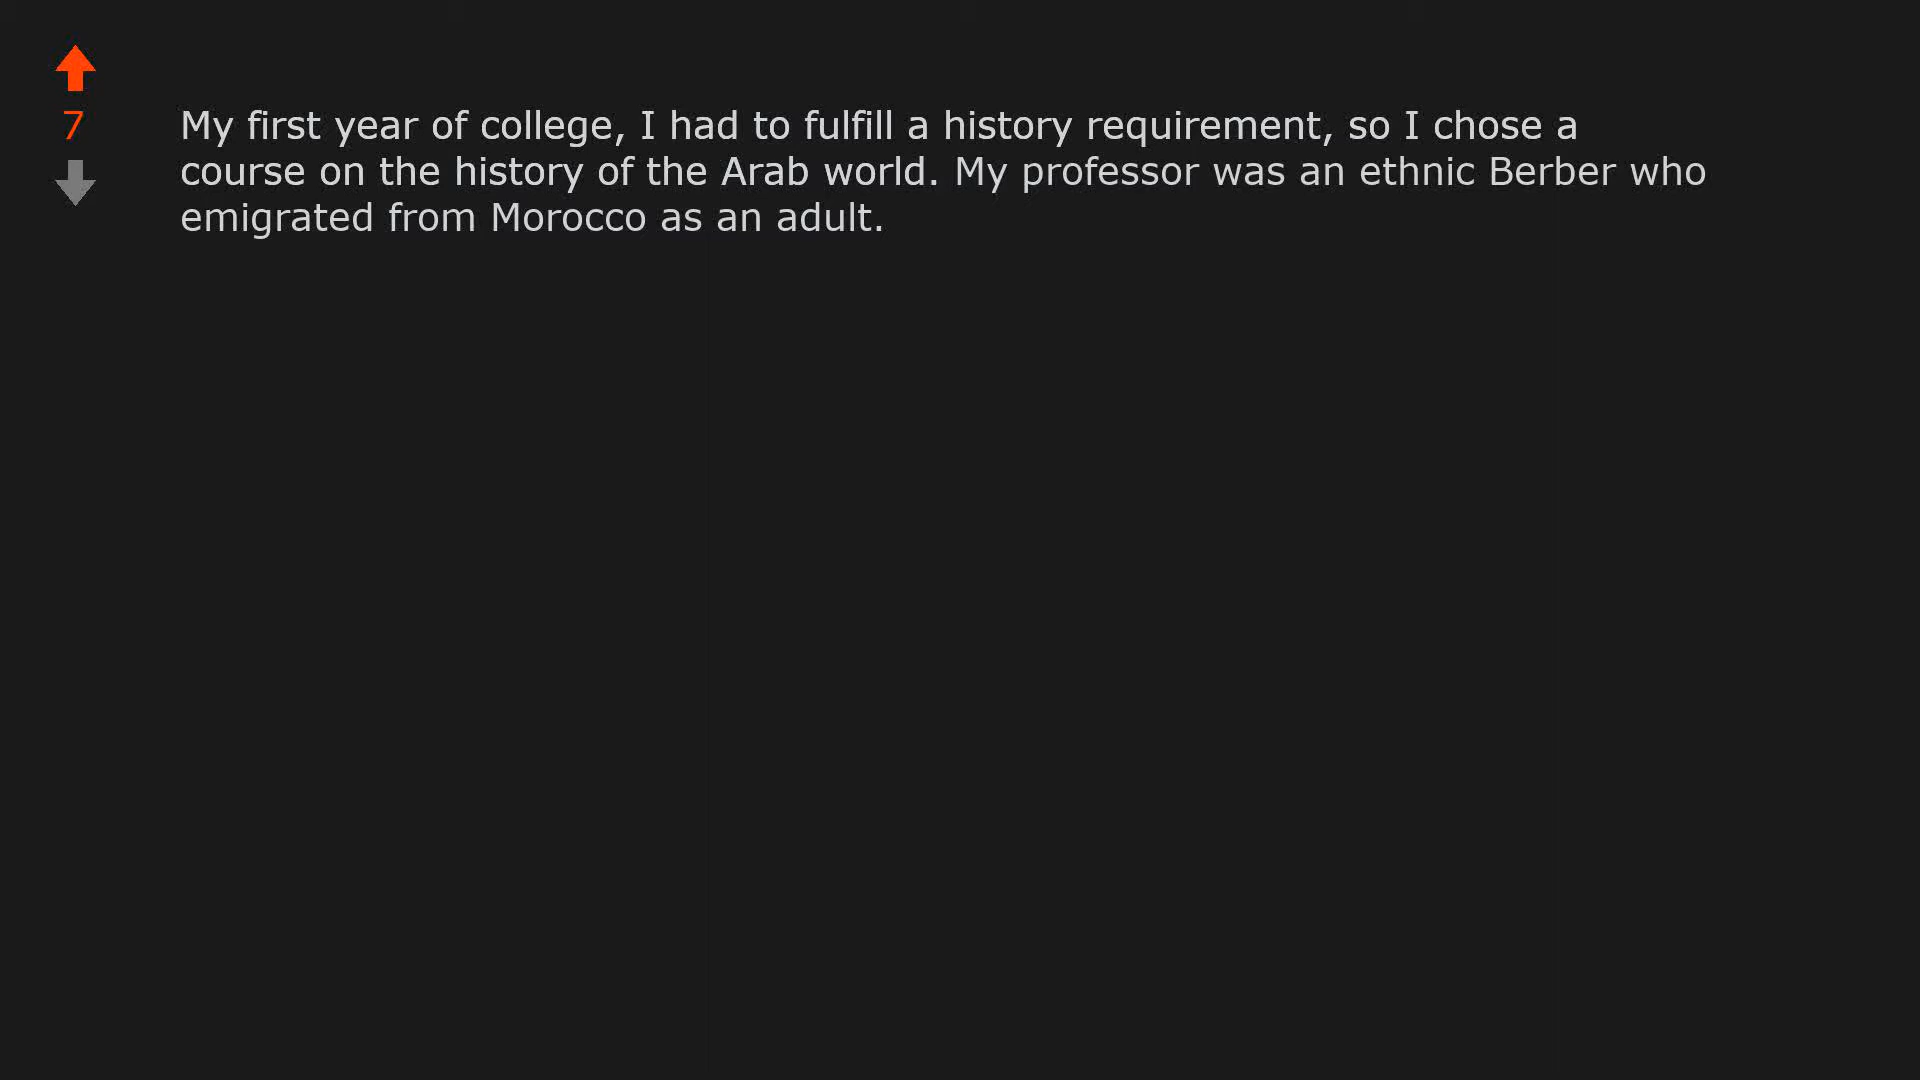 7
My first year of college, I had to fulfill a history requirement, so I chose a
course on the history of the Arab world. My professor was an ethnic Berber who
emigrated from Morocco as an adult.